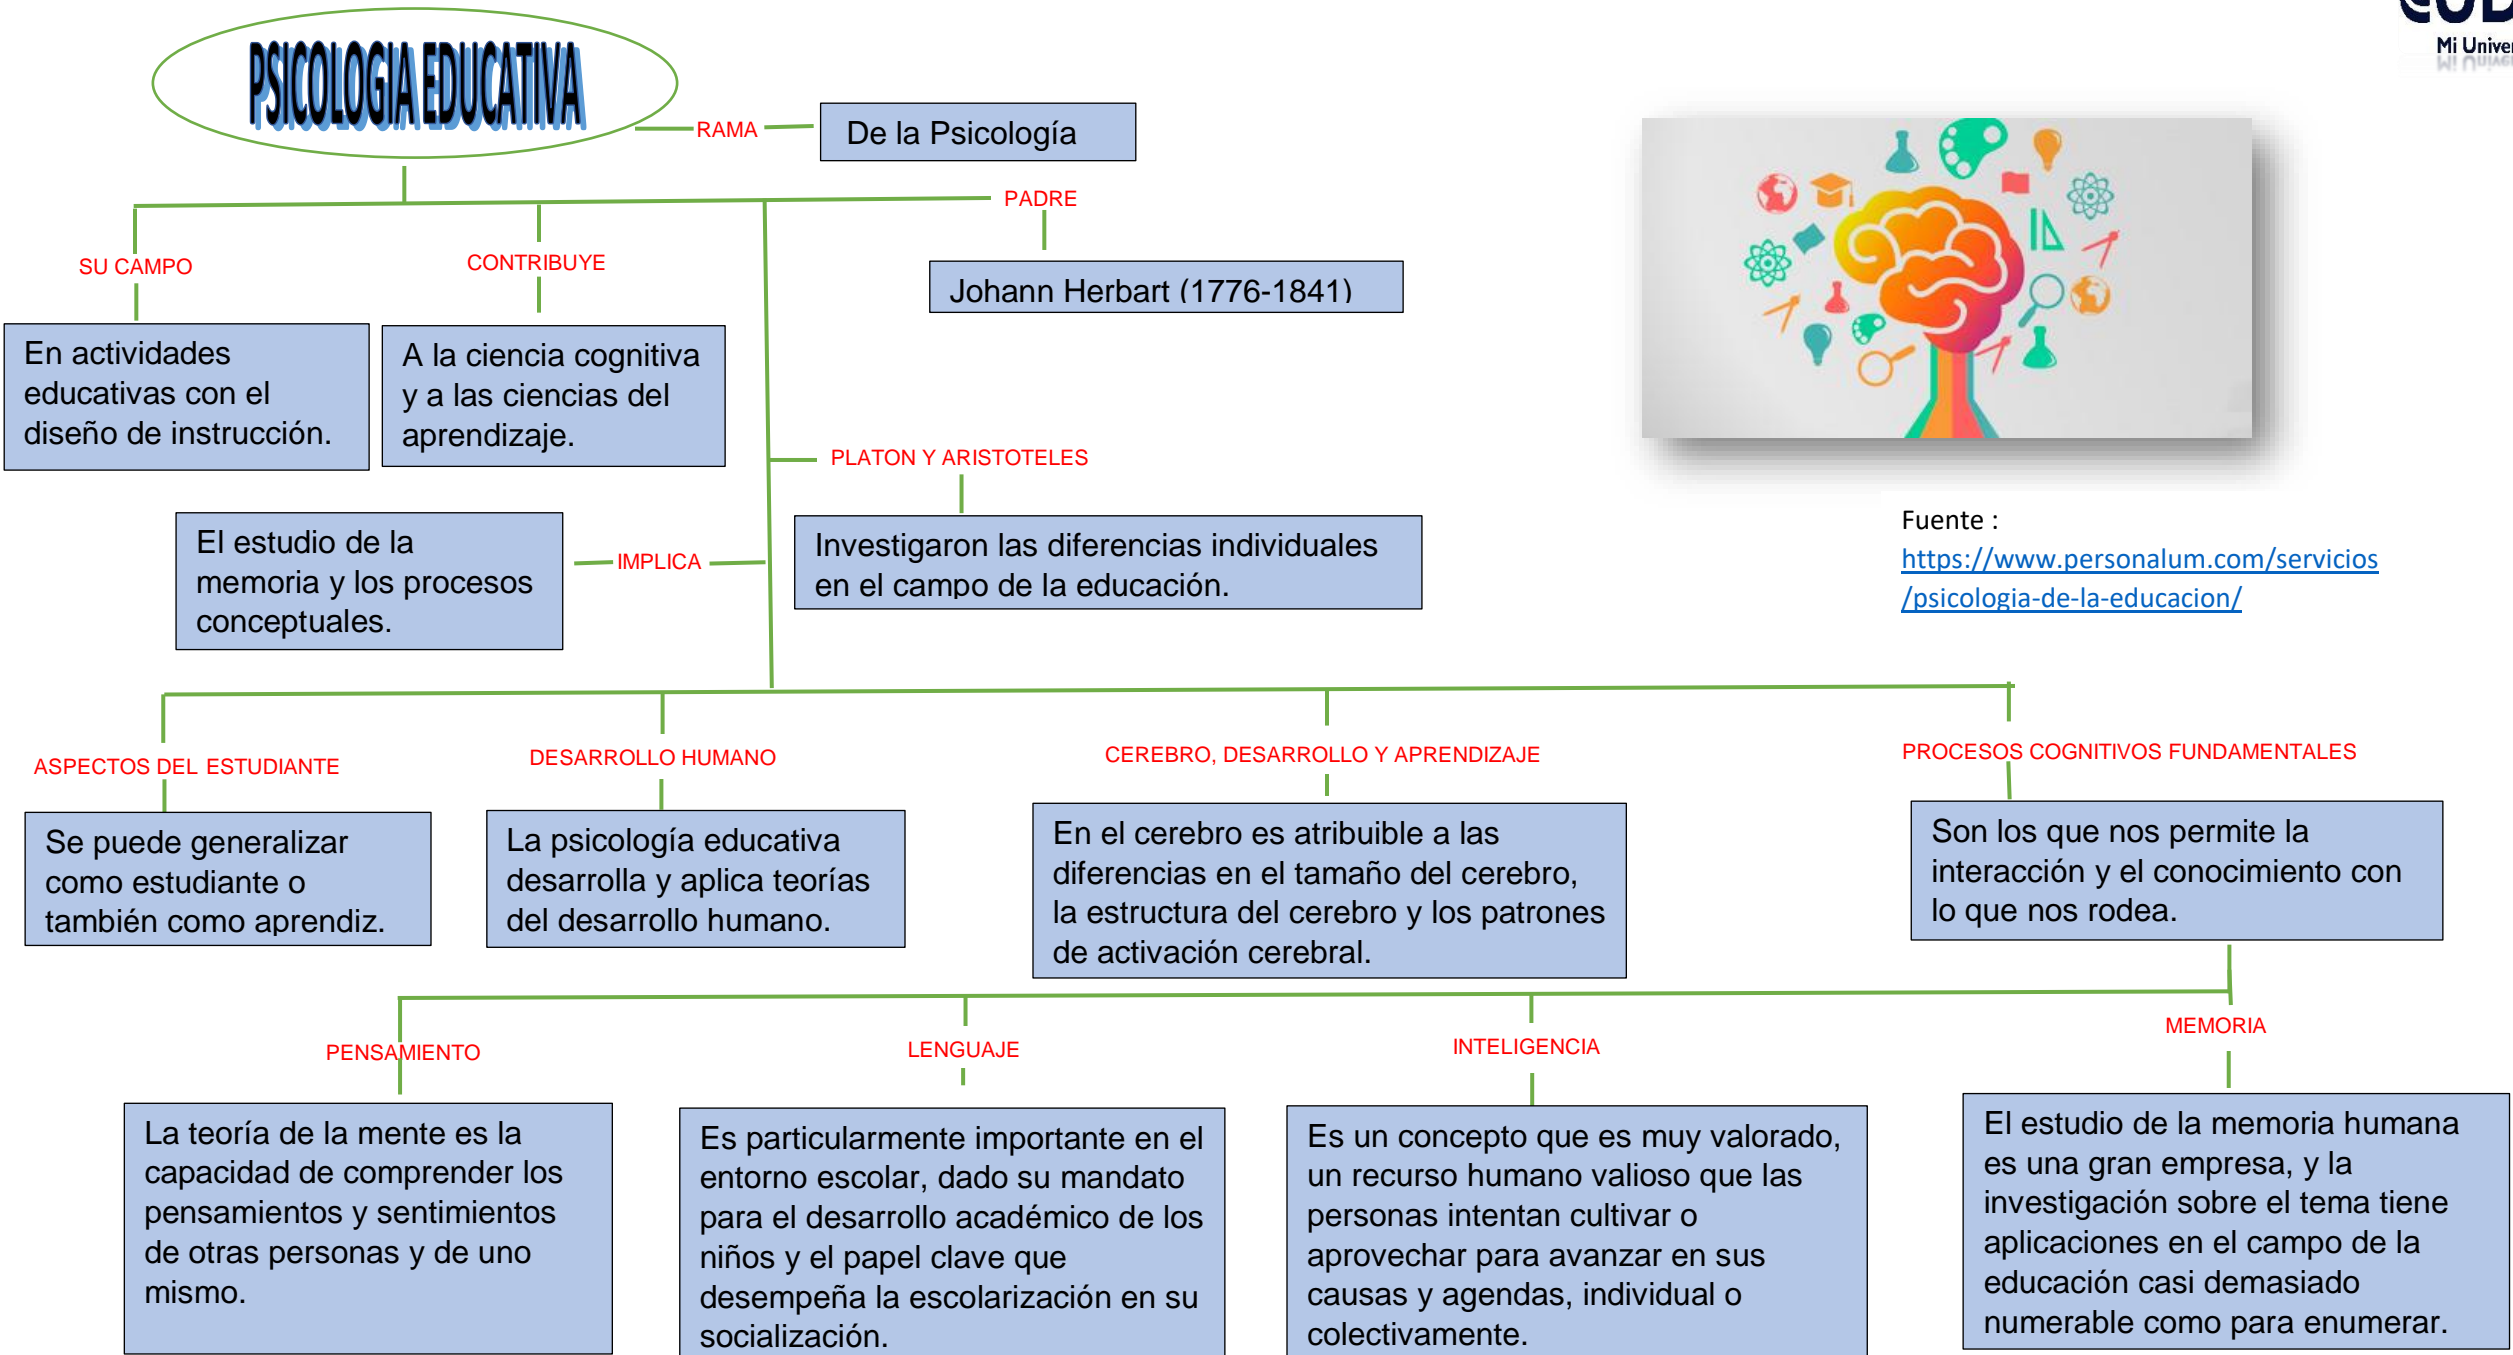 Mi Univer
PSICOLOGIA EDUCATIVA
RAMA
De la Psicología
PADRE
Johann Herbart (1776-1841)
SU CAMPO
En actividades
educativas con el
diseño de instrucción.
CONTRIBUYE
A la ciencia cognitiva
y a las ciencias del
aprendizaje.
PLATON Y ARISTOTELES
Investigaron las diferencias individuales
en el campo de la educación.
IMPLICA
El estudio de la
memoria y los procesos
conceptuales.
Fuente :
https://www.personalum.com/servicios
/psicologia-de-la-educacion/
ASPECTOS DEL ESTUDIANTE
Se puede generalizar
como estudiante o
también como aprendiz.
DESARROLLO HUMANO
La psicología educativa
desarrolla y aplica teorías
del desarrollo humano.
CEREBRO, DESARROLLO Y APRENDIZAJE
En el cerebro es atribuible a las
diferencias en el tamaño del cerebro,
la estructura del cerebro y los patrones
de activación cerebral.
PROCESOS COGNITIVOS FUNDAMENTALES
Son los que nos permite la
interacción y el conocimiento con
lo que nos rodea.
PENSAMIENTO
La teoría de la mente es la
capacidad de comprender los
pensamientos y sentimientos
de otras personas y de uno
mismo.
LENGUAJE
Es particularmente importante en el
entorno escolar, dado su mandato
para el desarrollo académico de los
niños y el papel clave que
desempeña la escolarización en su
socialización.
INTELIGENCIA
Es un concepto que es muy valorado,
un recurso humano valioso que las
personas intentan cultivar o
aprovechar para avanzar en sus
causas y agendas, individual o
colectivamente.
MEMORIA
El estudio de la memoria humana
es una gran empresa, y la
investigación sobre el tema tiene
aplicaciones en el campo de la
educación casi demasiado
numerable como para enumerar.